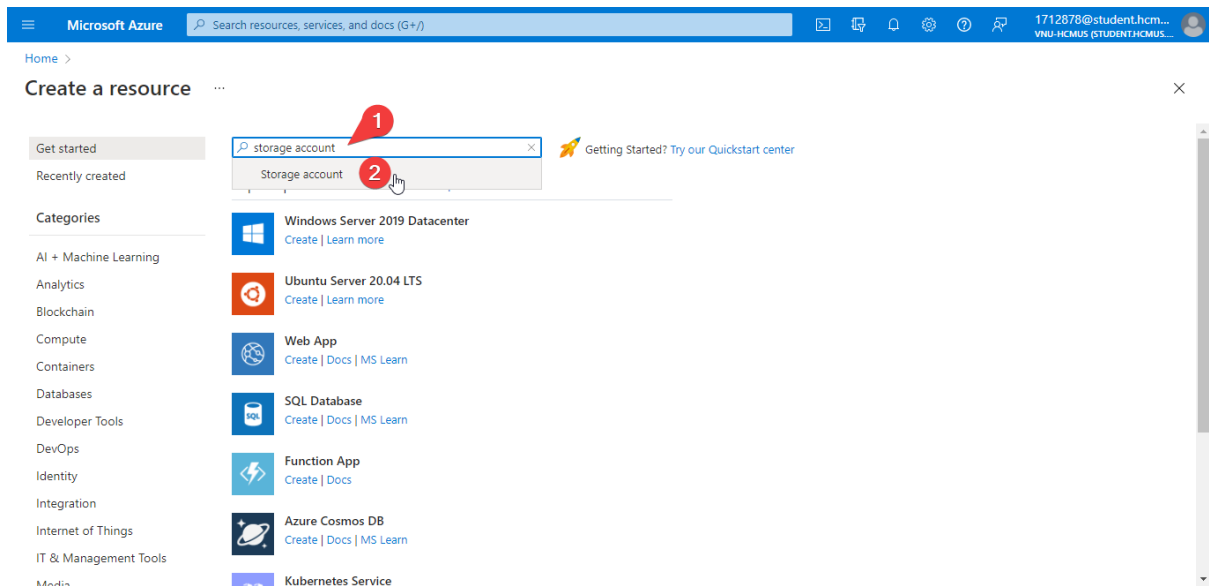 Microsoft Azure
Search resources, services, and docs (G+/)
1712878@student.hcm...
VNU-HCMUS (STUDENT.HCMUS....
Home >
Create a resource ...
1
Get started
storage account
Getting Started? Try our Quickstart center
Recently created
Storage account
2
Categories
Windows Server 2019 Datacenter
Create | Learn more
AI + Machine Learning
Analytics
Ubuntu Server 20.04 LTS
Create | Learn more
Blockchain
Compute
Web App
Create | Docs | MS Learn
Containers
Databases
SQL Database
SQL
Create | Docs | MS Learn
Developer Tools
DevOps
Function App
Create | Docs
Identity
Integration
Azure Cosmos DB
Create | Docs | MS Learn
Internet of Things
IT & Management Tools
Media
Kubernetes Service